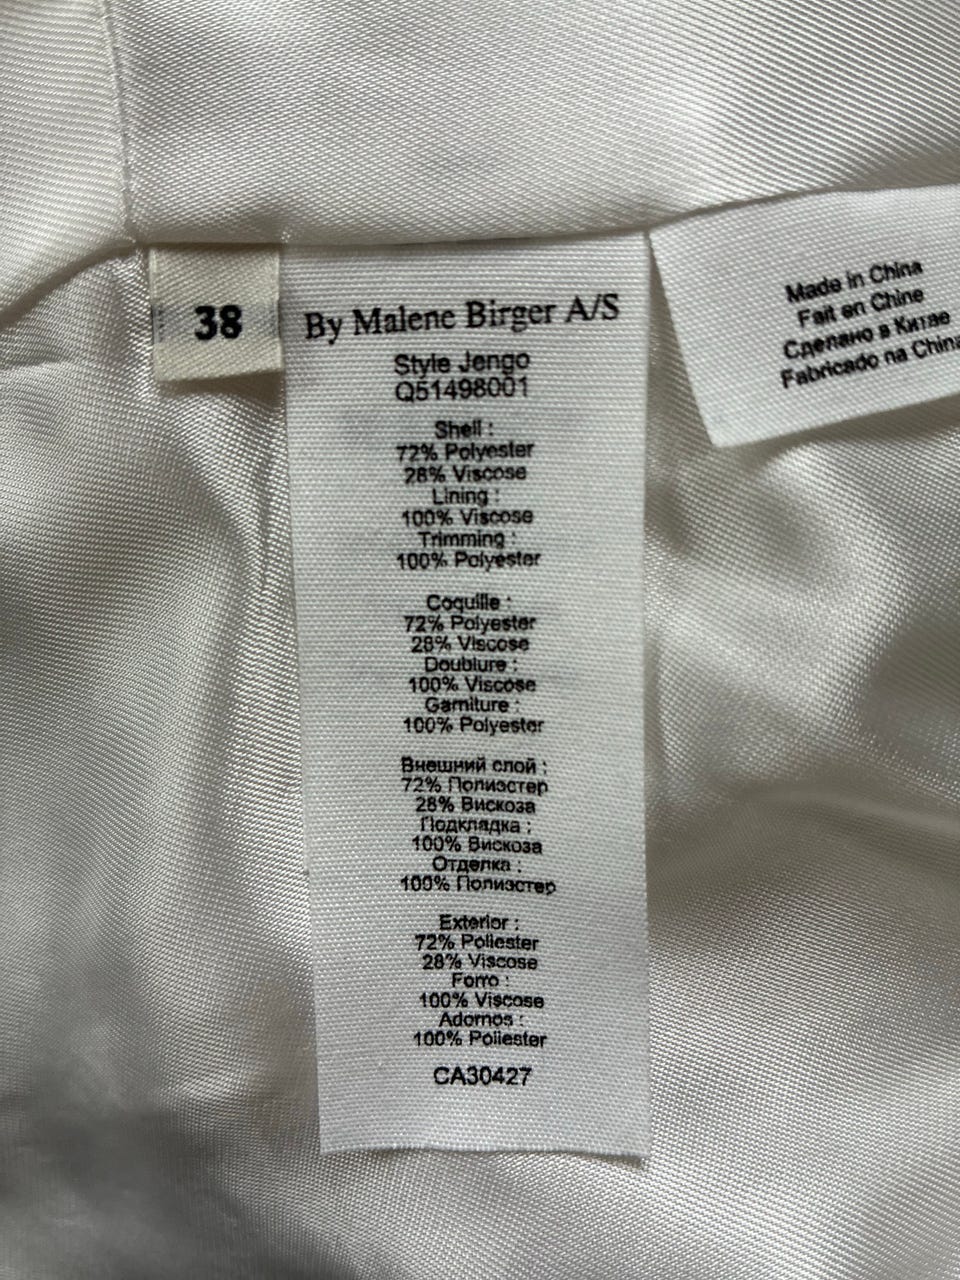 38
By Malene Birger A/S
Style Jengo
Q51498001
Shell :
72% Polyester
28% Viscose
Lining :
100% Viscose
Trimming :
100% Polyester
Coquille :
72% Polyester
28% Viscose
Doublure :
100% Viscose
Garniture :
100% Polyester
Внешний слой :
72% Полиэстер
28% Вискоза
Подкладка :
100% Вискоза
Отделка :
100% Полиэстер
Exterior :
72% Poliester
28% Viscose
Forro :
100% Viscose
Adornos :
100% Poliester
CA30427
Made in China
Fait en Chine
Сделано в Китае
Fabricado na China